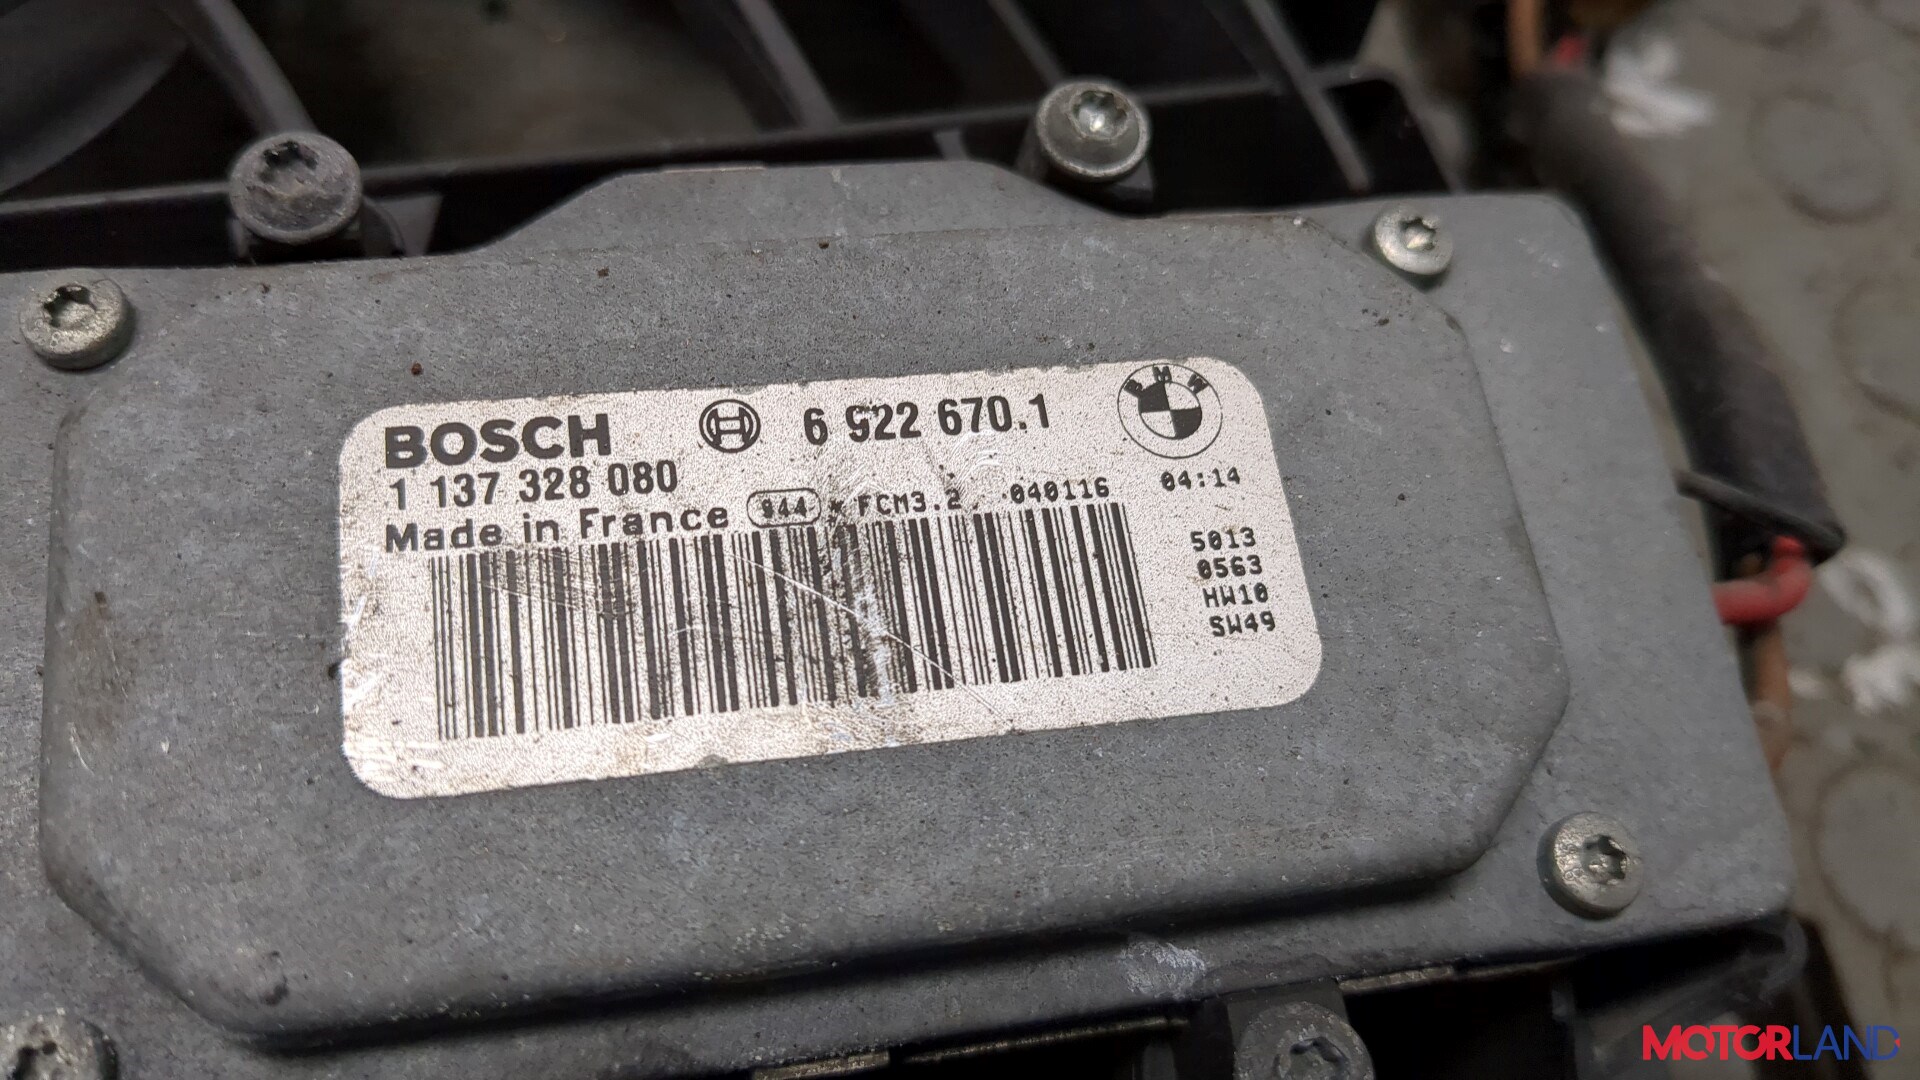 BOSCH 6 922 670.1 BMW
1 137 328 080
Made in France 944 * FCM3.2 040116 04:14
5013
0563
HW10
SW49
MOTORLAND